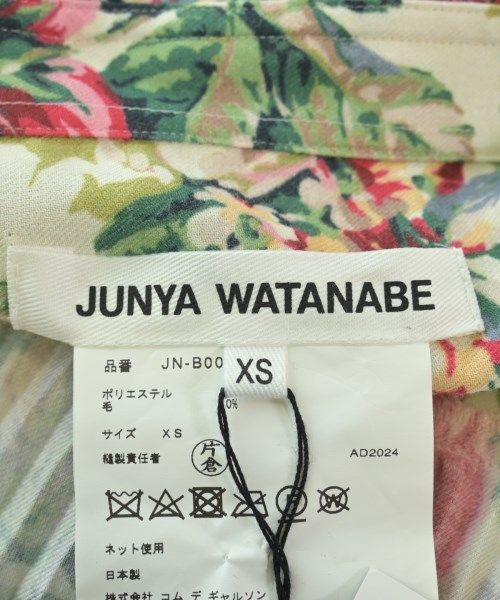 JUNYA WATANABE
XS
品番 JN-B00
ポリエステル
毛 0%
サイズ XS
縫製責任者 片倉 AD2024
ネット使用
日本製
株式会社 コム デ ギャルソン